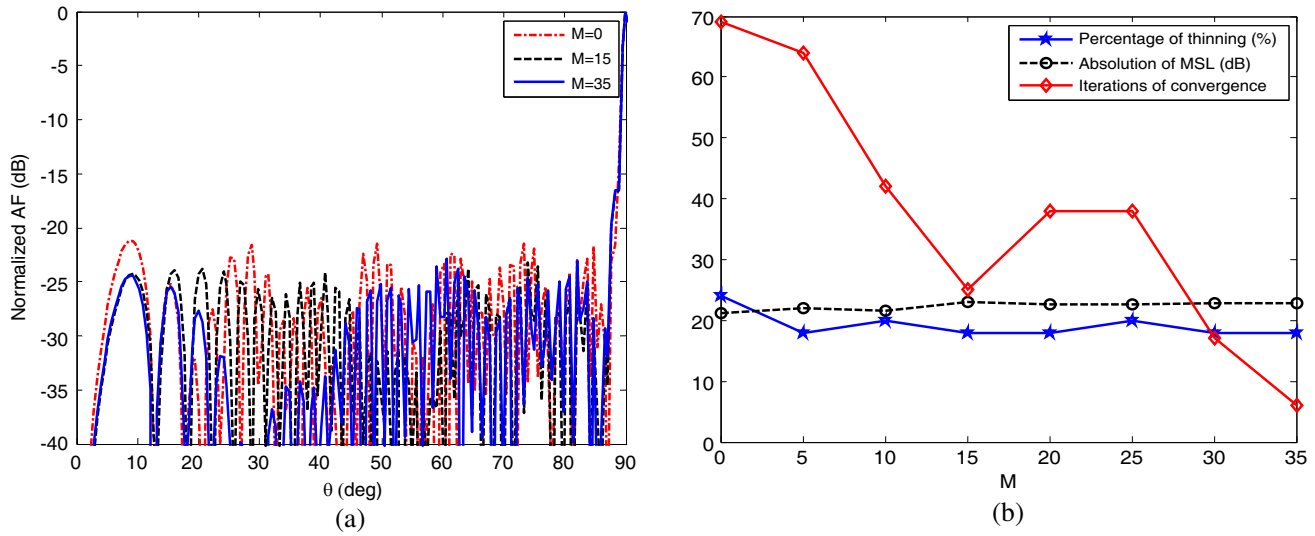 0
-5
-10
-15
-20
-25
-30
-35
-40
Normalized AF (dB)
M=0
M=15
M=35
0 10 20 30 40 50 60 70 80 90
θ (deg)
(a)
70
60
50
40
30
20
10
0
Percentage of thinning (%)
Absolution of MSL (dB)
Iterations of convergence
0 5 10 15 20 25 30 35
M
(b)